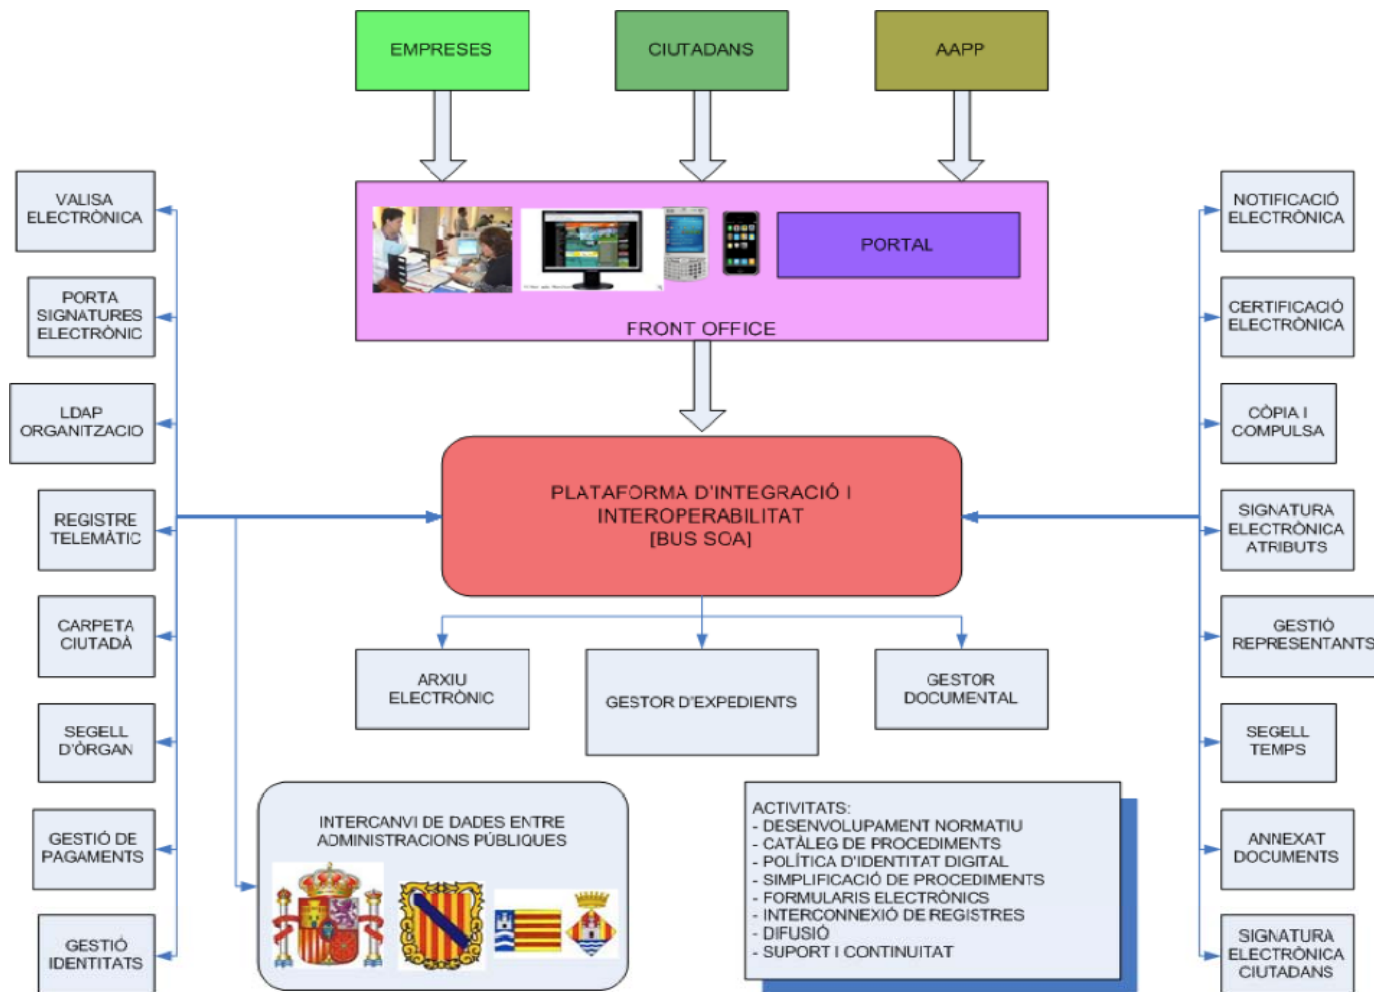 EMPRESES
CIUTADANS
AAPP
PORTAL
FRONT OFFICE
VALISA
ELECTRÒNICA
PORTA
SIGNATURES
ELECTRÒNIC
LDAP
ORGANITZACIO
REGISTRE
TELEMÀTIC
CARPETA
CIUTADÀ
SEGELL
D'ÒRGAN
GESTIÓ DE
PAGAMENTS
GESTIÓ
IDENTITATS
PLATAFORMA D'INTEGRACIÓ I
INTEROPERABILITAT
[BUS SOA]
ARXIU
ELECTRÒNIC
GESTOR D'EXPEDIENTS
GESTOR
DOCUMENTAL
INTERCANVI DE DADES ENTRE
ADMINISTRACIONS PÚBLIQUES
ACTIVITATS:
- DESENVOLUPAMENT NORMATIU
- CATÀLEG DE PROCEDIMENTS
- POLÍTICA D'IDENTITAT DIGITAL
- SIMPLIFICACIÓ DE PROCEDIMENTS
- FORMULARIS ELECTRÒNICS
- INTERCONNEXIÓ DE REGISTRES
- DIFUSIÓ
- SUPORT I CONTINUITAT
NOTIFICACIÓ
ELECTRÒNICA
CERTIFICACIÓ
ELECTRÒNICA
CÒPIA I
COMPULSA
SIGNATURA
ELECTRÒNICA
ATRIBUTS
GESTIÓ
REPRESENTANTS
SEGELL
TEMPS
ANNEXAT
DOCUMENTS
SIGNATURA
ELECTRÒNICA
CIUTADANS